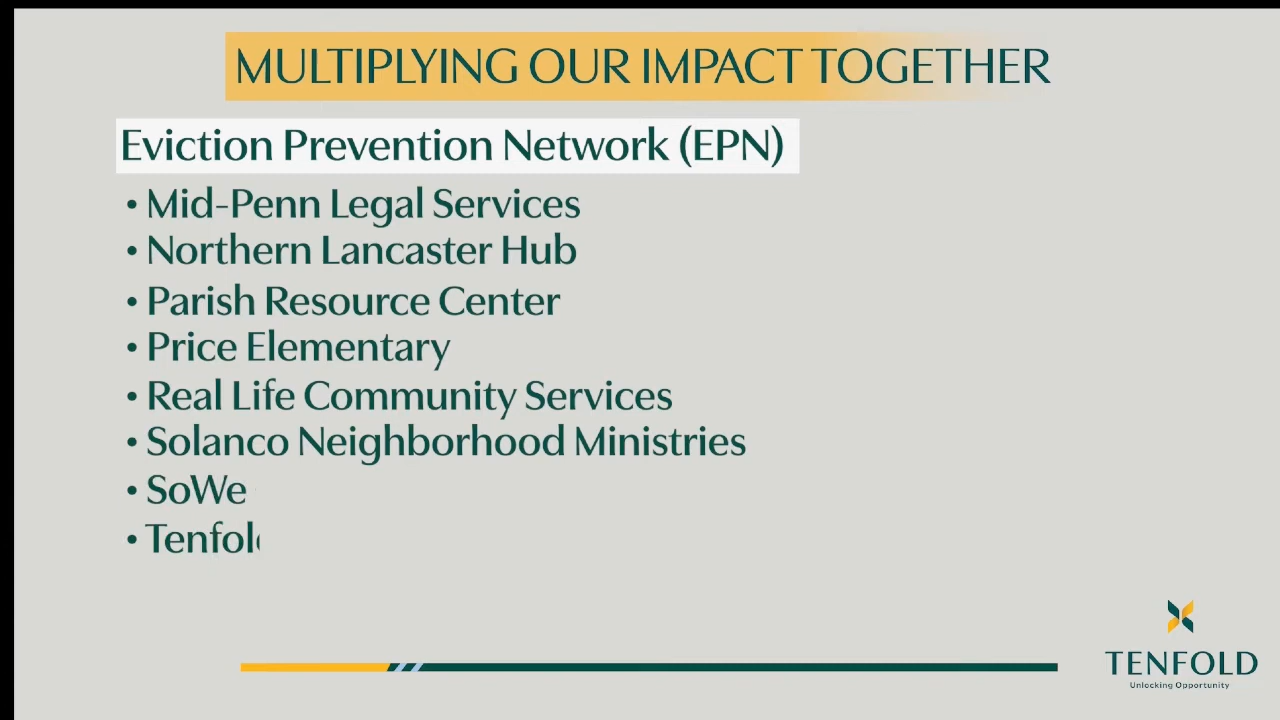 MULTIPLYING OUR IMPACT TOGETHER
Eviction Prevention Network (EPN)
• Mid-Penn Legal Services
• Northern Lancaster Hub
• Parish Resource Center
• Price Elementary
• Real Life Community Services
• Solanco Neighborhood Ministries
• SoWe
• Tenfol
TENFOLD
Unlocking Opportunity